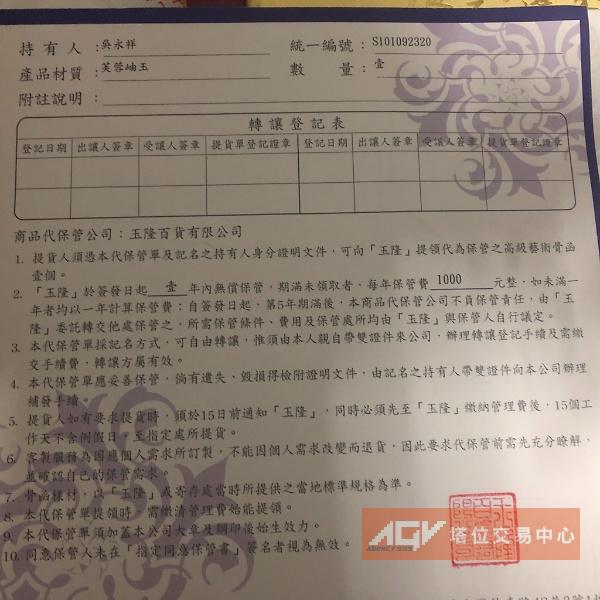 持有人：吳永祥 統一編號：S101092320
產品材質：芙蓉岫玉 數量：壹
附註說明：
轉讓登記表
登記日期 出讓人簽章 受讓人簽章 提貨單登記證章 登記日期 出讓人簽章 受讓人簽章 提貨單登記證章
商品代保管公司：玉隆百貨有限公司
1. 提貨人須憑本代保管單及記名之持有人身分證明文件，可向「玉隆」提領代為保管之高級藝術骨函
壹個。
2. 「玉隆」於簽發日起壹年內無償保管，期滿未領取者，每年保管費1000元整，如未滿一
年者均以一年計算保管費；自簽發日起，第5年期滿後，本商品代保管公司不負保管責任，由「玉
隆」委託轉交他處保管之，所需保管條件、費用及保管處所均由「玉隆」與保管人自行議定。
3. 本代保管單採記名方式，可自由轉讓，惟須由本人親自帶雙證件來公司，辦理轉讓登記手續及需繳
交手續費，轉讓方屬有效。
4. 本代保管單應妥善保管，倘有遺失、毀損得檢附證明文件，由記名之持有人帶雙證件向本公司辦理
補發手續。
5. 提貨人如有要求提貨時，須於15日前通知「玉隆」，同時必須先至「玉隆」繳納管理費後，15個工
作天不含例假日，至指定處所提貨。
6. 客製服務為因應個人需求所訂製，不能因個人需求改變而退貨，因此要求代保管前需先充分瞭解，
並確認自己的保管需求。
7. 骨函樣材，以「玉隆」或寄存處當時所提供之當地標準規格為準。
8. 本代保管單提領時，需繳清管理費始能提領。
9. 本代保管單須加蓋本公司大章及鋼印後始生效力。
10. 同意保管人未在「指定同意保管書」簽名者視為無效。
AGV 塔位交易中心